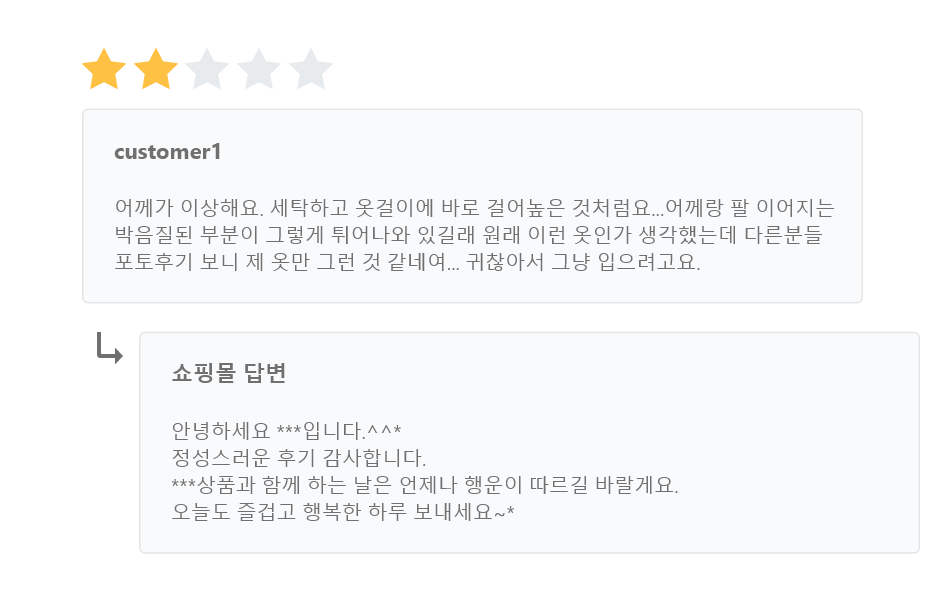 customer1
어께가 이상해요. 세탁하고 옷걸이에 바로 걸어높은 것처럼요...어께랑 팔 이어지는
박음질된 부분이 그렇게 튀어나와 있길래 원래 이런 옷인가 생각했는데 다른분들
포토후기 보니 제 옷만 그런 것 같네여... 귀찮아서 그냥 입으려고요.
쇼핑몰 답변
안녕하세요 ***입니다.^^*
정성스러운 후기 감사합니다.
***상품과 함께 하는 날은 언제나 행운이 따르길 바랄게요.
오늘도 즐겁고 행복한 하루 보내세요~*